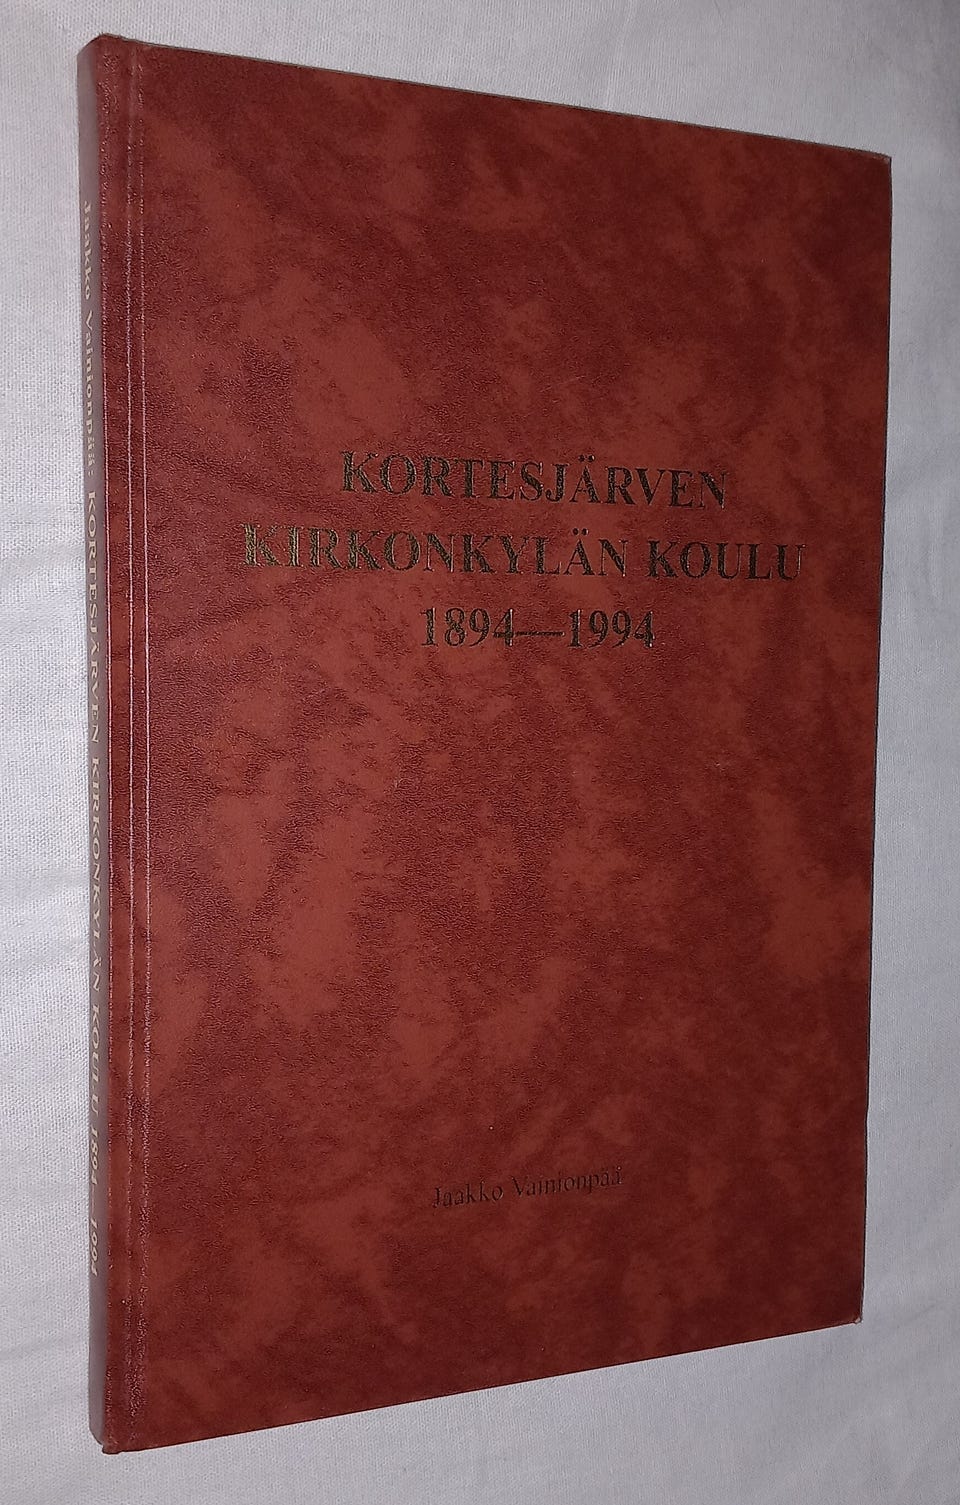 KORTESJÄRVEN
KIRKONKYLÄN KOULU
1894—1994
Jaakko Vainionpää
Jaakko Vainionpää: KORTESJÄRVEN KIRKONKYLÄN KOULU 1894—1994